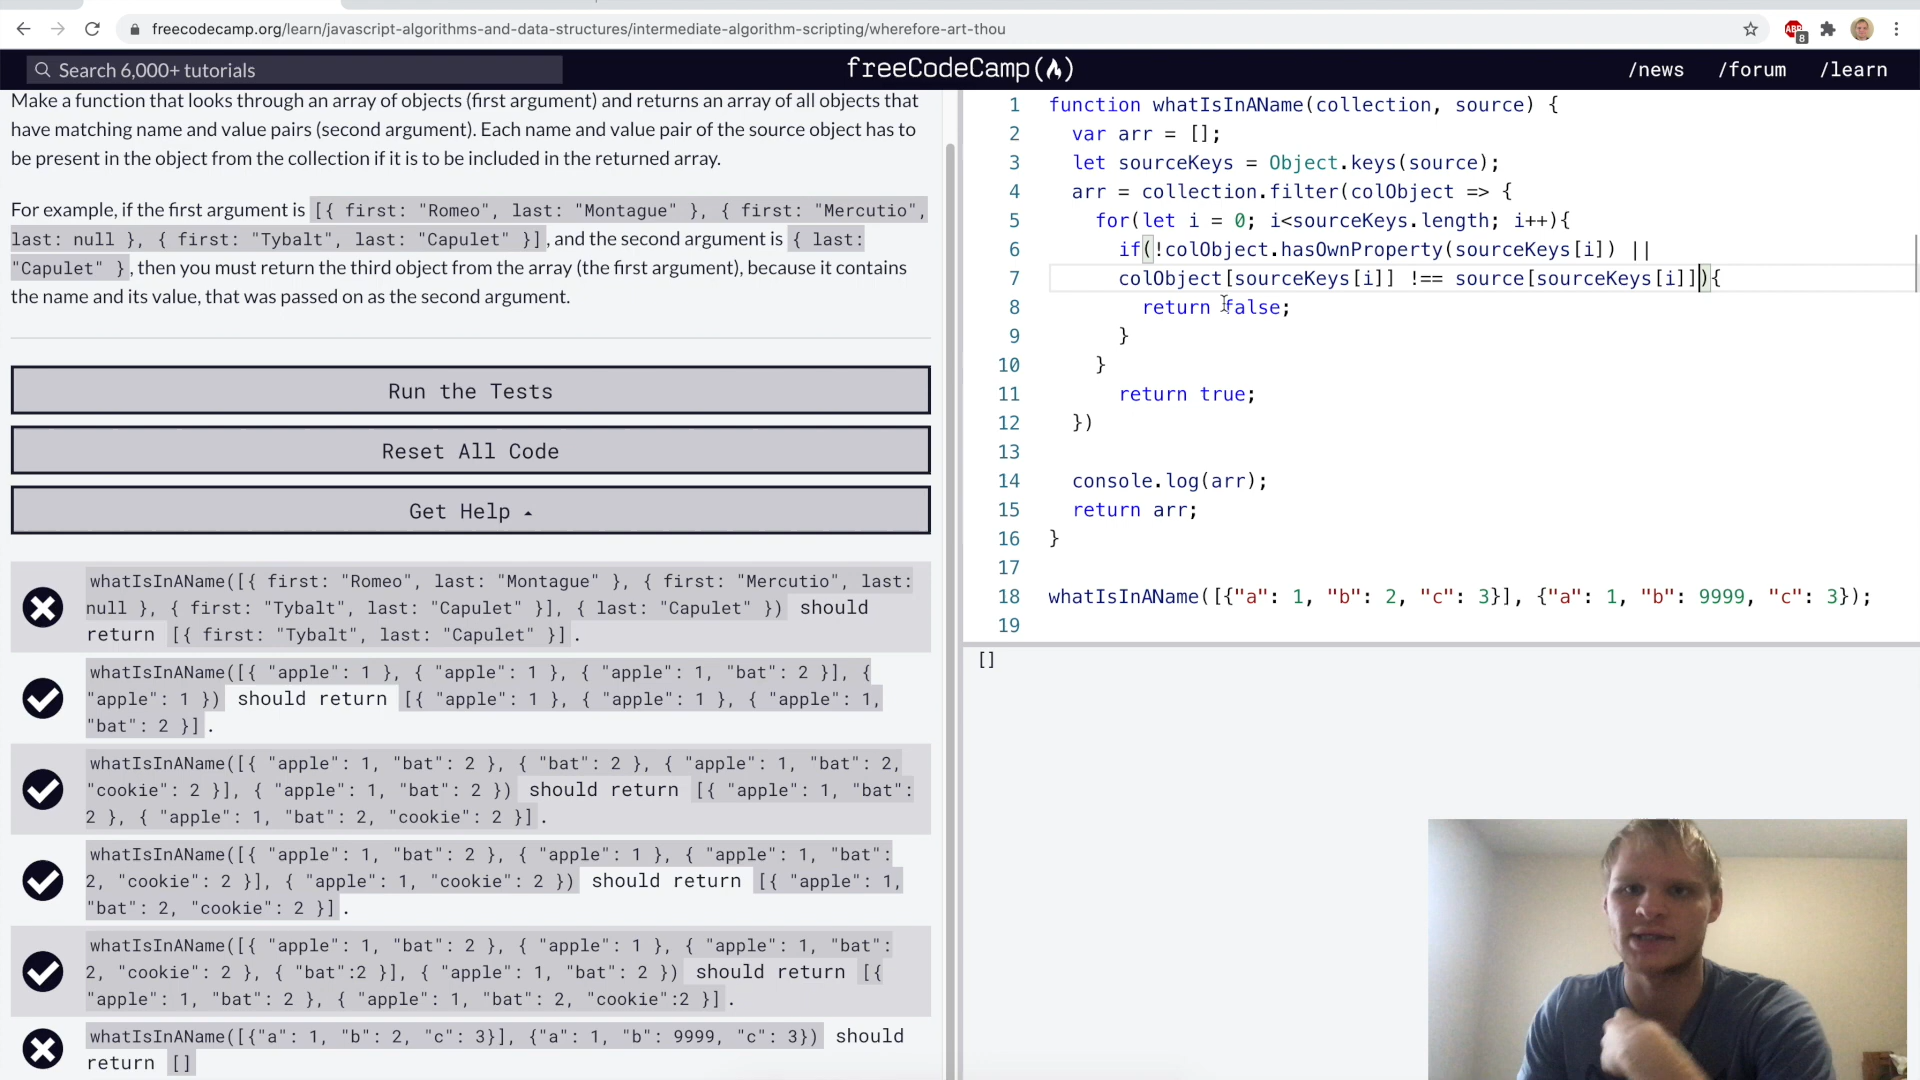 freecodecamp.org/learn/javascript-algorithms-and-data-structures/intermediate-algorithm-scripting/wherefore-art-thou
ABP
8
Search 6,000+ tutorials
freeCodeCamp
/news
/forum
/learn
Make a function that looks through an array of objects (first argument) and returns an array of all objects that
have matching name and value pairs (second argument). Each name and value pair of the source object has to
be present in the object from the collection if it is to be included in the returned array.
For example, if the first argument is [{ first: "Romeo", last: "Montague" }, { first: "Mercutio",
last: null }, { first: "Tybalt", last: "Capulet" }], and the second argument is { last:
"Capulet" }, then you must return the third object from the array (the first argument), because it contains
the name and its value, that was passed on as the second argument.
Run the Tests
Reset All Code
Get Help
whatIsInAName([{ first: "Romeo", last: "Montague" }, { first: "Mercutio", last:
null }, { first: "Tybalt", last: "Capulet" }], { last: "Capulet" }) should
return [{ first: "Tybalt", last: "Capulet" }].
whatIsInAName([{ "apple": 1 }, { "apple": 1 }, { "apple": 1, "bat": 2 }], {
"apple": 1 }) should return [{ "apple": 1 }, { "apple": 1 }, { "apple": 1,
"bat": 2 }].
whatIsInAName([{ "apple": 1, "bat": 2 }, { "bat": 2 }, { "apple": 1, "bat": 2,
"cookie": 2 }], { "apple": 1, "bat": 2 }) should return [{ "apple": 1, "bat":
2 }, { "apple": 1, "bat": 2, "cookie": 2 }].
whatIsInAName([{ "apple": 1, "bat": 2 }, { "apple": 1 }, { "apple": 1, "bat":
2, "cookie": 2 }], { "apple": 1, "cookie": 2 }) should return [{ "apple": 1,
"bat": 2, "cookie": 2 }].
whatIsInAName([{ "apple": 1, "bat": 2 }, { "apple": 1 }, { "apple": 1, "bat":
2, "cookie": 2 }, { "bat":2 }], { "apple": 1, "bat": 2 }) should return [{
"apple": 1, "bat": 2 }, { "apple": 1, "bat": 2, "cookie":2 }].
whatIsInAName([{"a": 1, "b": 2, "c": 3}], {"a": 1, "b": 9999, "c": 3}) should
return []
1 function whatIsInAName(collection, source) {
2 var arr = [];
3 let sourceKeys = Object.keys(source);
4 arr = collection.filter(colObject => {
5 for(let i = 0; i<sourceKeys.length; i++){
6 if(!colObject.hasOwnProperty(sourceKeys[i]) ||
7 colObject[sourceKeys[i]] !== source[sourceKeys[i]]){
8 return false;
9 }
10 }
11 return true;
12 })
13
14 console.log(arr);
15 return arr;
16 }
17
18 whatIsInAName([{"a": 1, "b": 2, "c": 3}], {"a": 1, "b": 9999, "c": 3});
19
[]